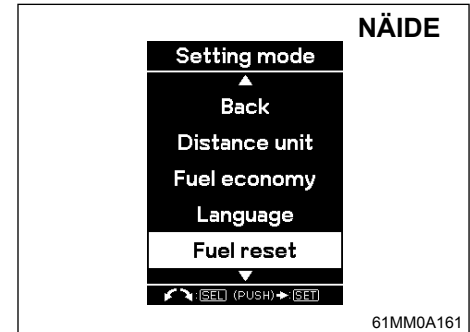 NÄIDE
Setting mode
Back
Distance unit
Fuel economy
Language
Fuel reset
:SEL (PUSH)➔:SET
61MM0A161